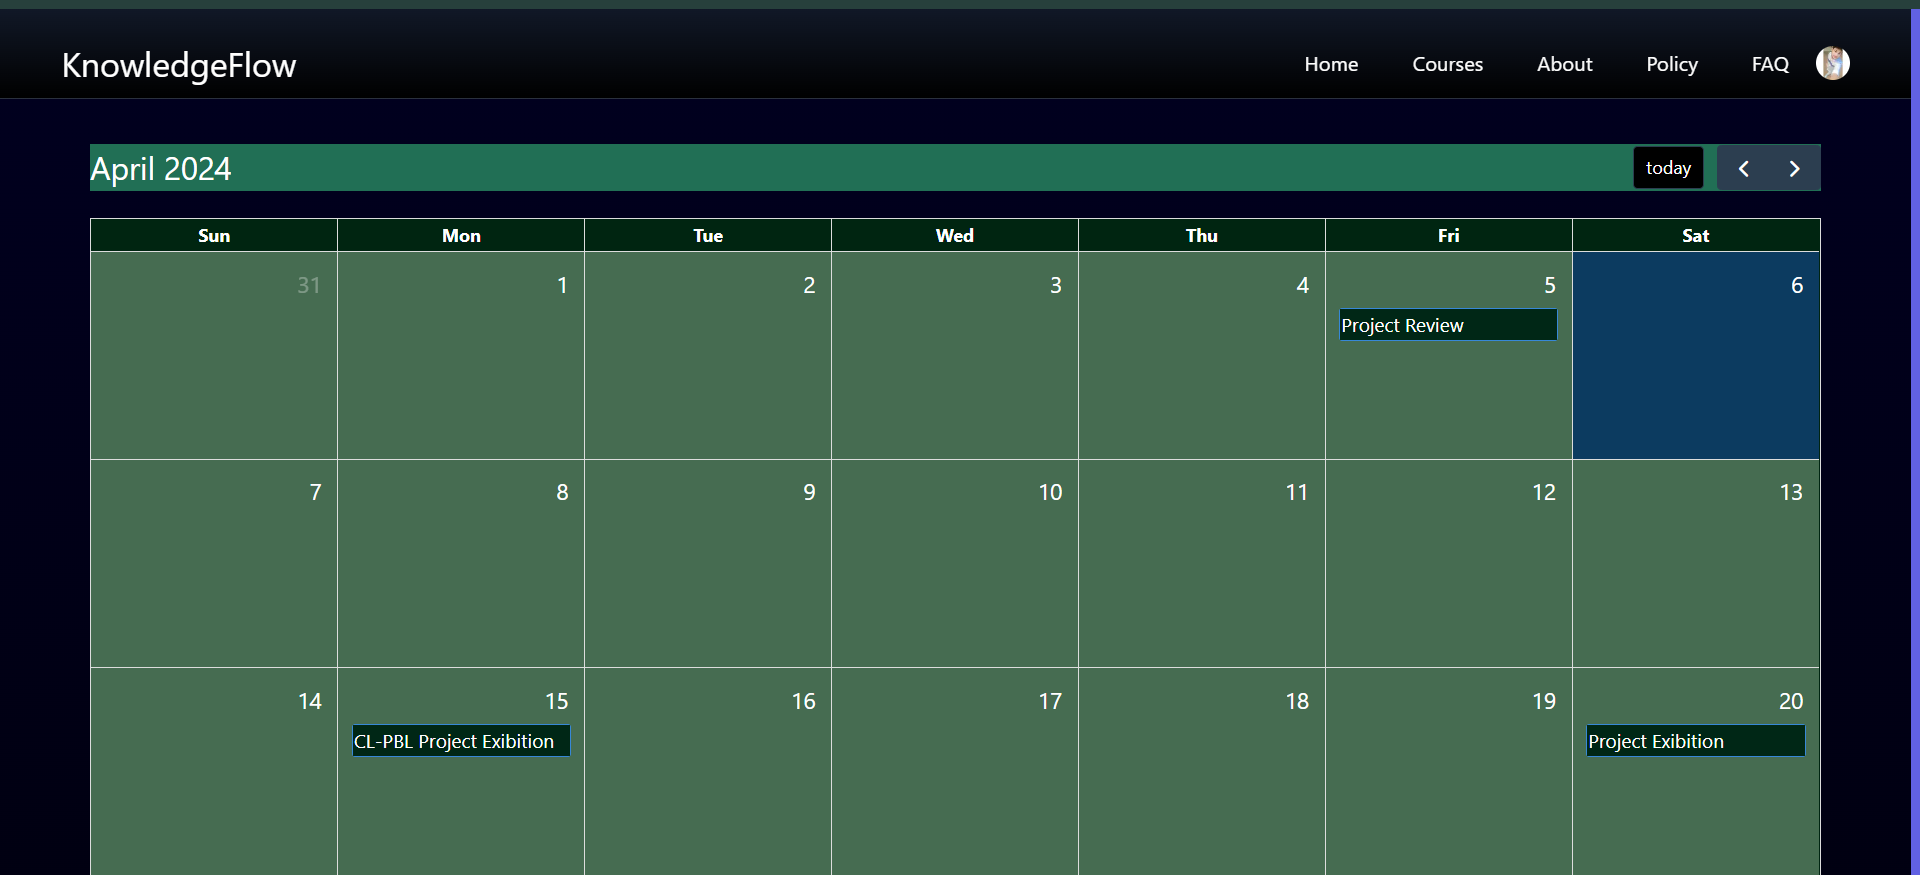 KnowledgeFlow
Home Courses About Policy FAQ
April 2024
today
Sun Mon Tue Wed Thu Fri Sat
31 1 2 3 4 5 6
Project Review
7 8 9 10 11 12 13
14 15 16 17 18 19 20
CL-PBL Project Exibition Project Exibition